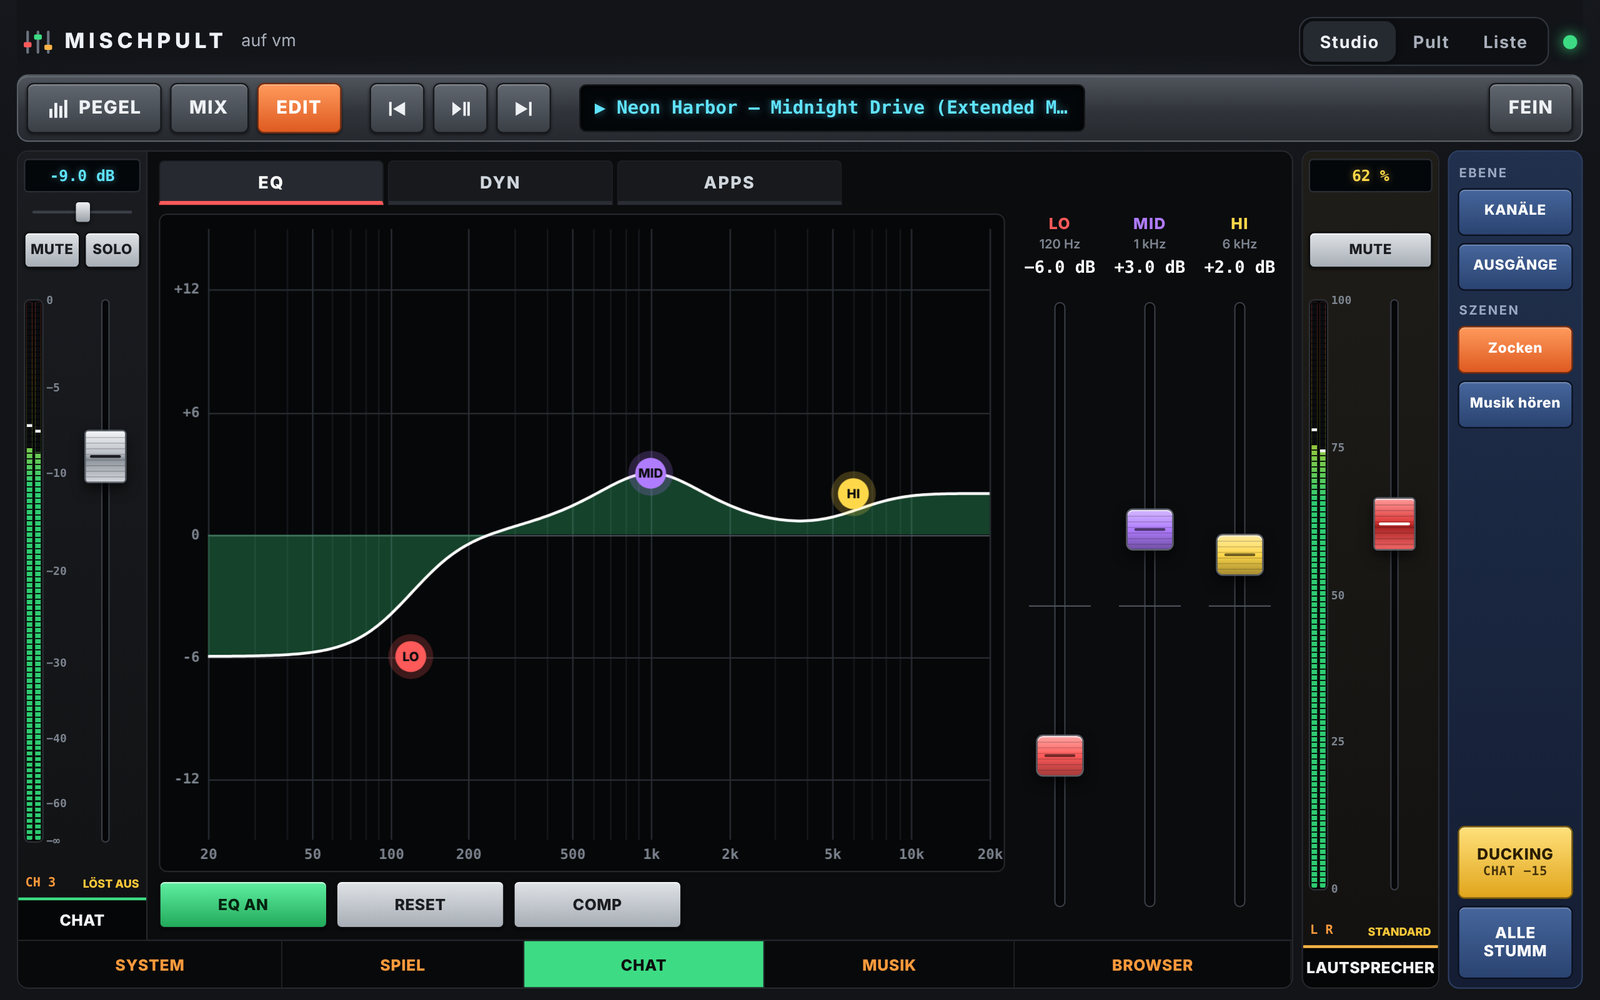 MISCHPULT auf vm
Studio Pult Liste
PEGEL MIX EDIT
▶ Neon Harbor – Midnight Drive (Extended M…
FEIN
-9.0 dB
MUTE SOLO
0
−5
−10
−20
−30
−40
−60
−∞
CH 3 LÖST AUS
CHAT
EQ DYN APPS
+12
+6
0
-6
-12
20 50 100 200 500 1k 2k 5k 10k 20k
LO
MID
HI
LO MID HI
120 Hz 1 kHz 6 kHz
−6.0 dB +3.0 dB +2.0 dB
EQ AN RESET COMP
SYSTEM SPIEL CHAT MUSIK BROWSER
62 %
MUTE
100
75
50
25
0
L R STANDARD
LAUTSPRECHER
EBENE
KANÄLE
AUSGÄNGE
SZENEN
Zocken
Musik hören
DUCKING
CHAT −15
ALLE
STUMM